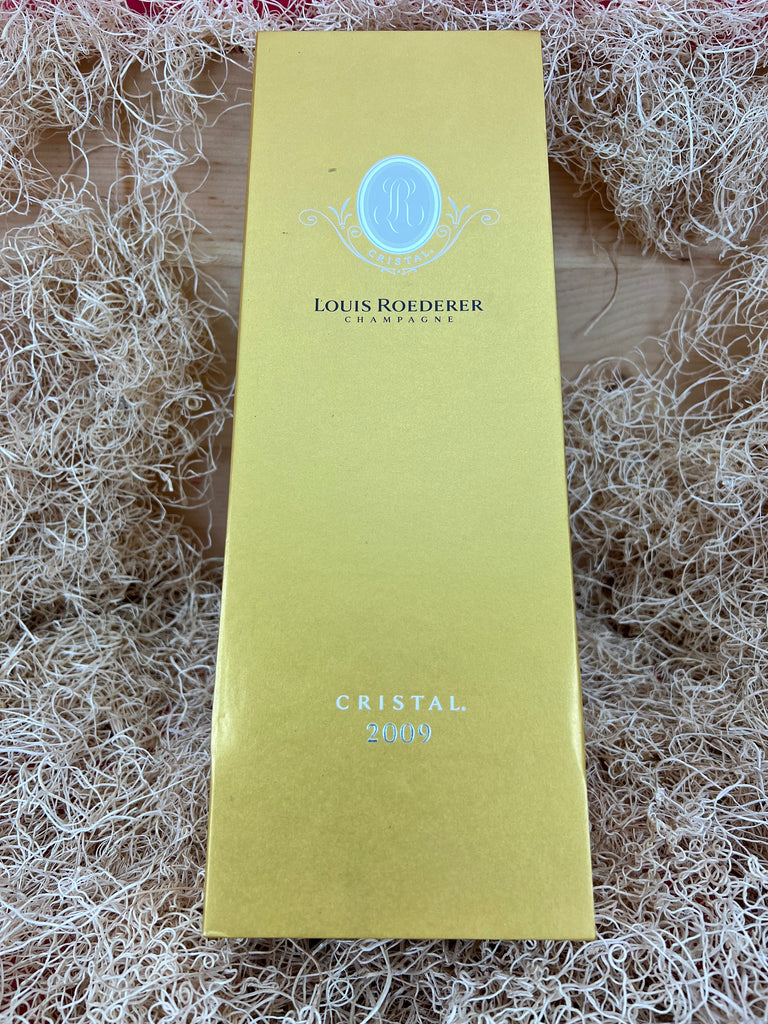 R
CRISTAL®
LOUIS ROEDERER
CHAMPAGNE
CRISTAL®
2009